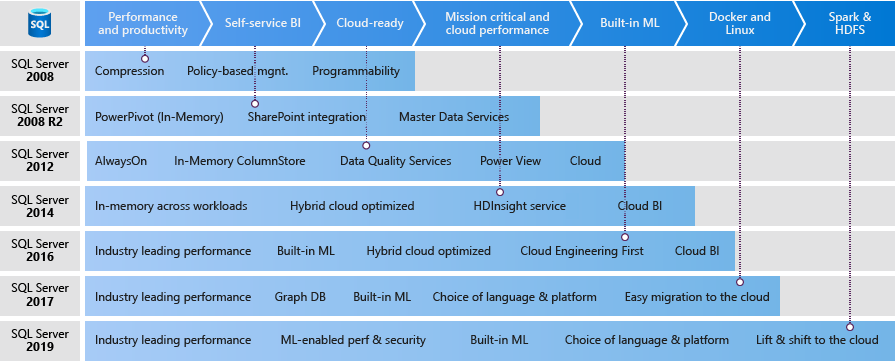 SQL
Performance
and productivity
Self-service BI
Cloud-ready
Mission critical and
cloud performance
Built-in ML
Docker and
Linux
Spark &
HDFS
SQL Server
2008
Compression Policy-based mgnt. Programmability
SQL Server
2008 R2
PowerPivot (In-Memory) SharePoint integration Master Data Services
SQL Server
2012
AlwaysOn In-Memory ColumnStore Data Quality Services Power View Cloud
SQL Server
2014
In-memory across workloads Hybrid cloud optimized HDInsight service Cloud BI
SQL Server
2016
Industry leading performance Built-in ML Hybrid cloud optimized Cloud Engineering First Cloud BI
SQL Server
2017
Industry leading performance Graph DB Built-in ML Choice of language & platform Easy migration to the cloud
SQL Server
2019
Industry leading performance ML-enabled perf & security Built-in ML Choice of language & platform Lift & shift to the cloud